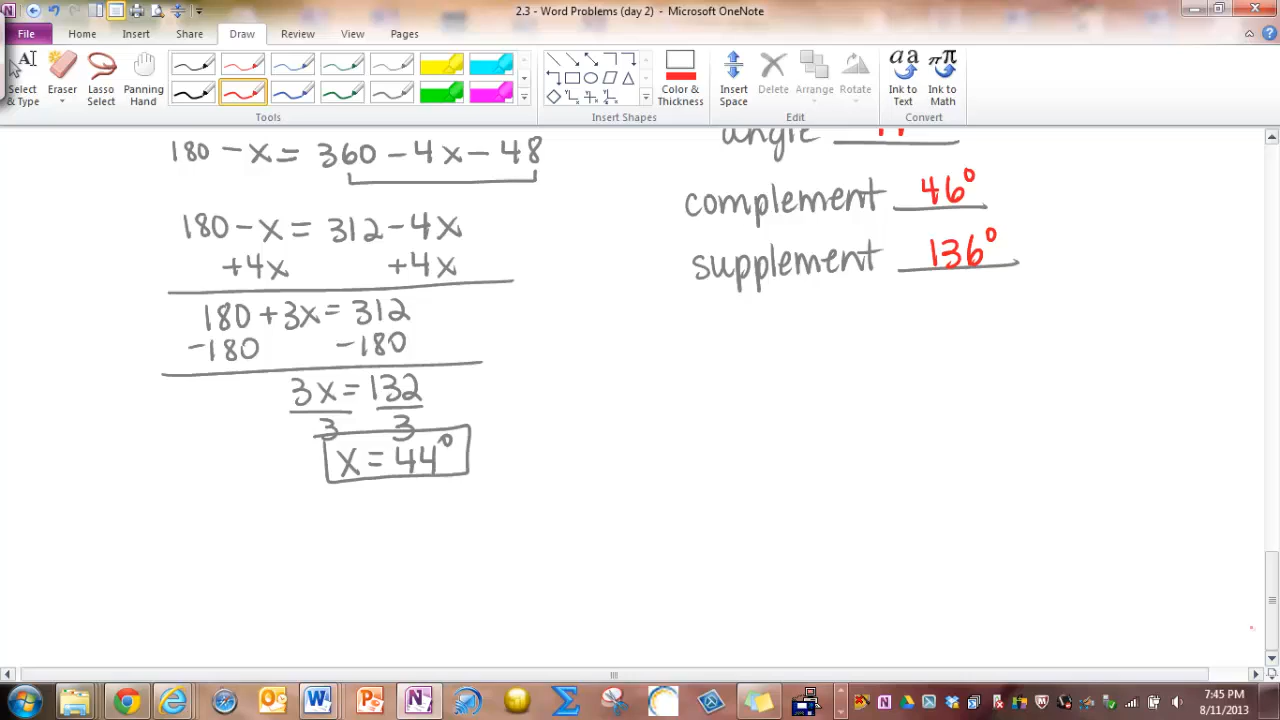 2.3 - Word Problems (day 2) - Microsoft OneNote
File Home Insert Share Draw Review View Pages
Select & Type Eraser Lasso Select Panning Hand Color & Thickness Insert Space Delete Arrange Rotate Ink to Text Ink to Math
Tools Insert Shapes Edit Convert
180 - x = 360 - 4x - 48
180 - x = 312 - 4x
+4x +4x
180 + 3x = 312
-180 -180
3x = 132
3 3
x = 44°
angle
complement 46°
supplement 136°
7:45 PM
8/11/2013